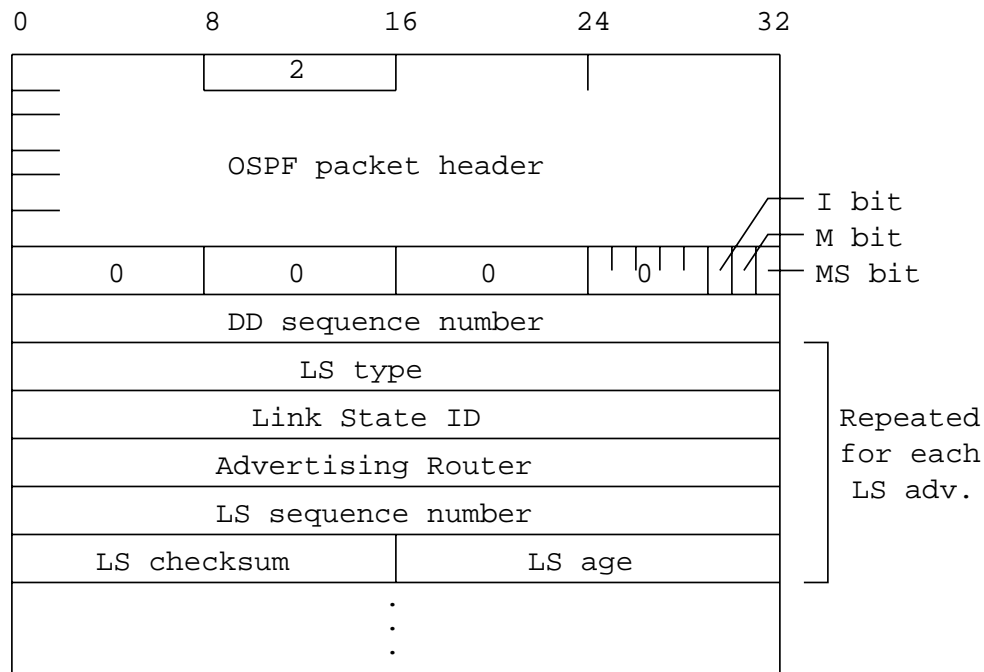 0 8 16 24 32
2
OSPF packet header
I bit
M bit
0 0 0 0 MS bit
DD sequence number
LS type
Link State ID
Repeated
Advertising Router
for each
LS adv.
LS sequence number
LS checksum LS age
.
.
.